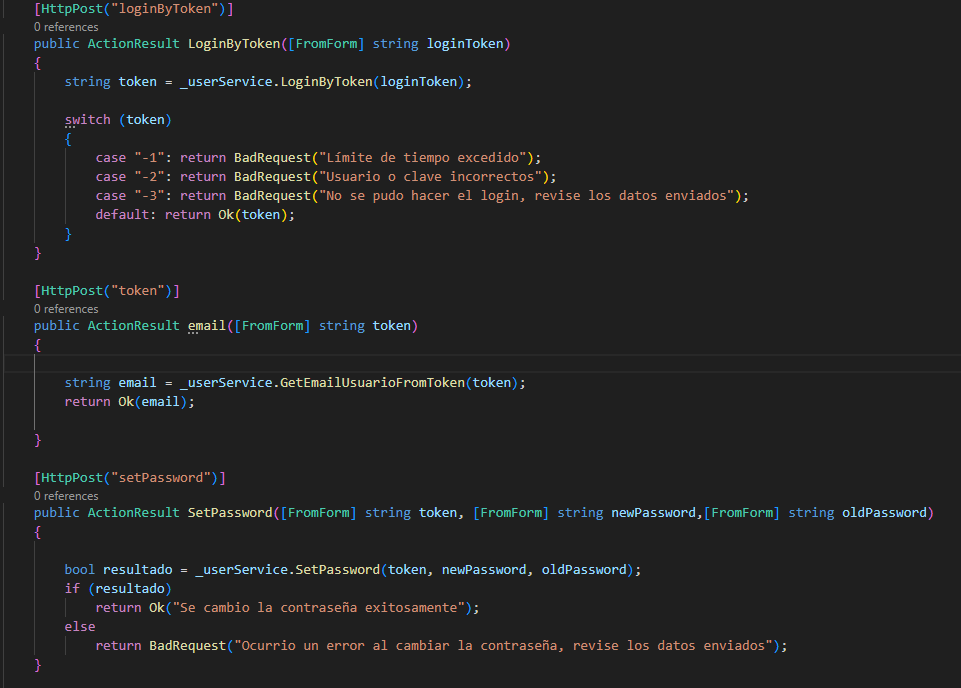 [HttpPost("loginByToken")]
0 references
public ActionResult LoginByToken([FromForm] string loginToken)
{
string token = _userService.LoginByToken(loginToken);
switch (token)
{
case "-1": return BadRequest("Límite de tiempo excedido");
case "-2": return BadRequest("Usuario o clave incorrectos");
case "-3": return BadRequest("No se pudo hacer el login, revise los datos enviados");
default: return Ok(token);
}
}
[HttpPost("token")]
0 references
public ActionResult email([FromForm] string token)
{
string email = _userService.GetEmailUsuarioFromToken(token);
return Ok(email);
}
[HttpPost("setPassword")]
0 references
public ActionResult SetPassword([FromForm] string token, [FromForm] string newPassword,[FromForm] string oldPassword)
{
bool resultado = _userService.SetPassword(token, newPassword, oldPassword);
if (resultado)
return Ok("Se cambio la contraseña exitosamente");
else
return BadRequest("Ocurrio un error al cambiar la contraseña, revise los datos enviados");
}